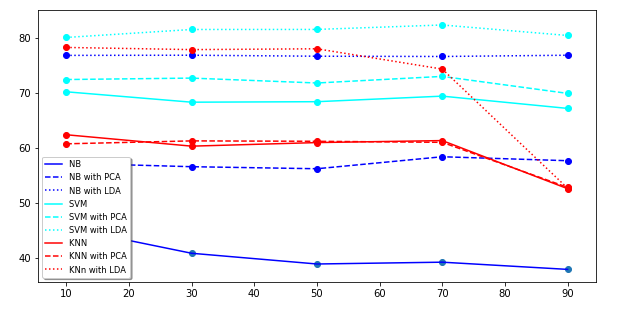 80
70
60
50
40
NB
NB with PCA
NB with LDA
SVM
SVM with PCA
SVM with LDA
KNN
KNN with PCA
KNn with LDA
10
20
30
40
50
60
70
80
90